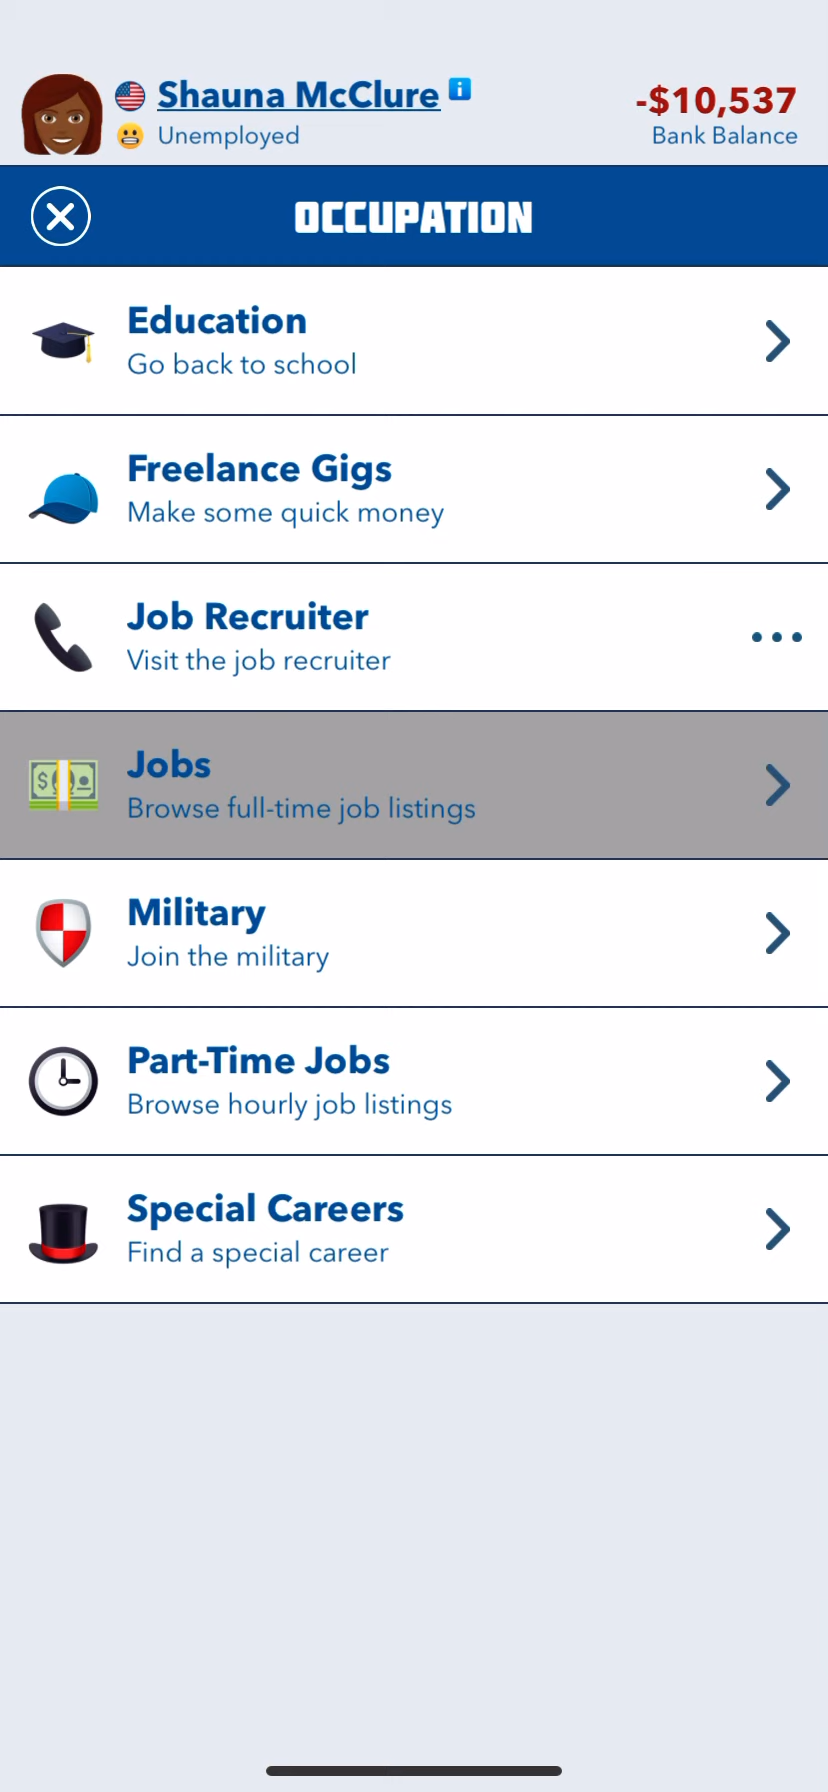 Shauna McClure
-$10,537
Unemployed
Bank Balance
OCCUPATION
Education
Go back to school
Freelance Gigs
Make some quick money
Job Recruiter
Visit the job recruiter
Jobs
Browse full-time job listings
Military
Join the military
Part-Time Jobs
Browse hourly job listings
Special Careers
Find a special career